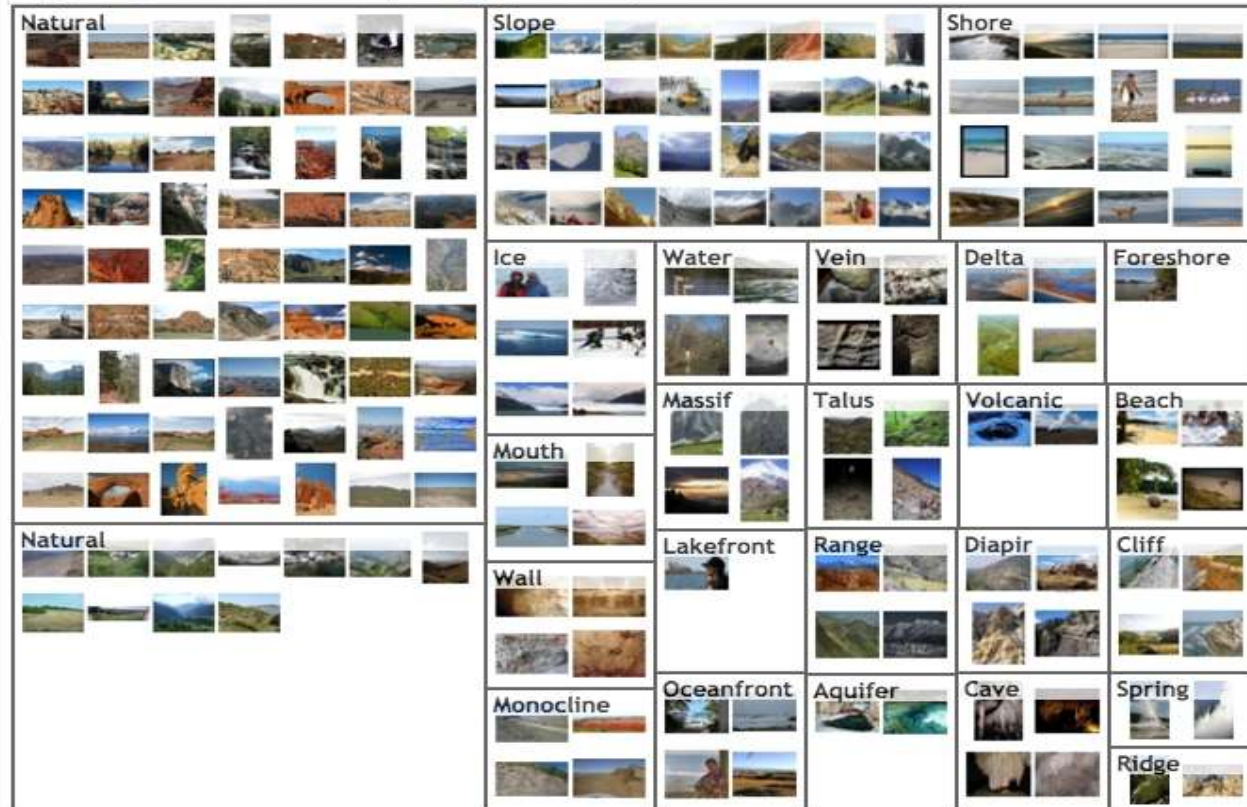 Natural
Slope
Shore
Ice
Water
Vein
Delta
Foreshore
Massif
Talus
Volcanic
Beach
Mouth
Lakefront
Range
Diapir
Cliff
Natural
Wall
Oceanfront
Aquifer
Cave
Spring
Monocline
Ridge